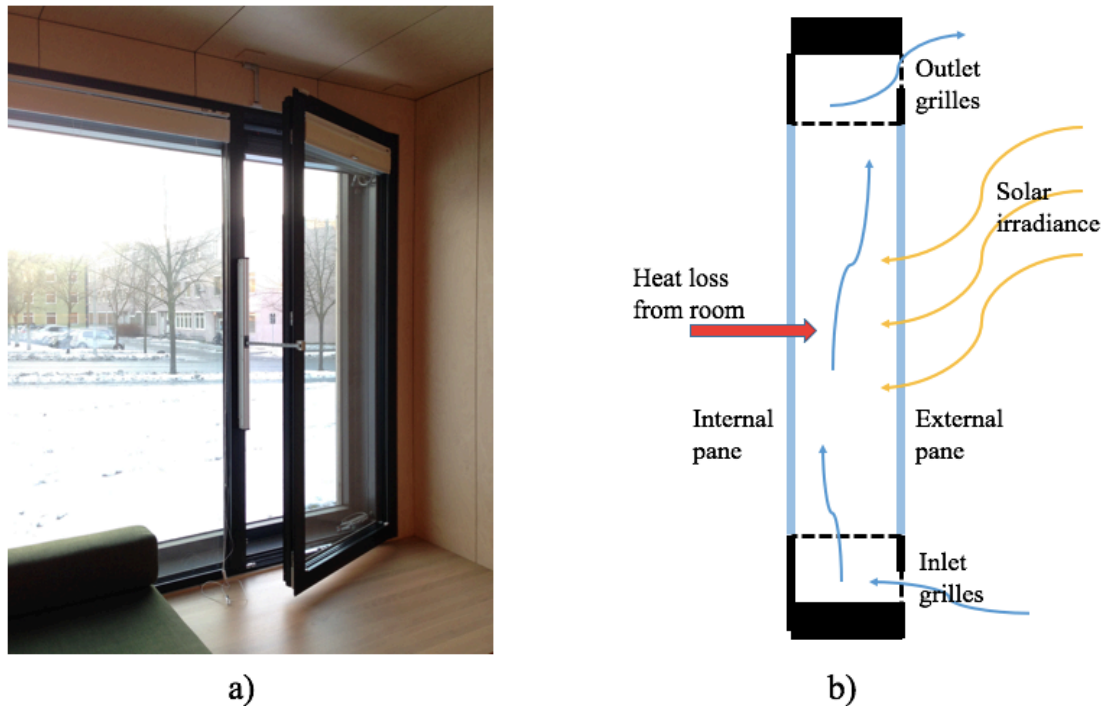 Outlet
grilles
Solar
irradiance
Heat loss
from room
Internal
pane
External
pane
Inlet
grilles
a)
b)